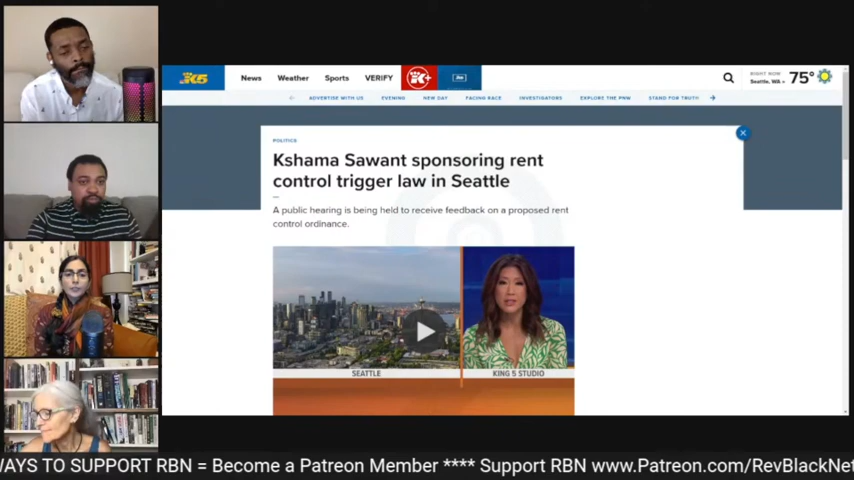 K5
News Weather Sports VERIFY
RIGHT NOW
Seattle, WA
75°
ADVERTISE WITH US EVENING NEW DAY FACING RACE INVESTIGATORS EXPLORE THE PNW STAND FOR TRUTH
POLITICS
Kshama Sawant sponsoring rent
control trigger law in Seattle
A public hearing is being held to receive feedback on a proposed rent
control ordinance.
SEATTLE KING 5 STUDIO
WAYS TO SUPPORT RBN = Become a Patreon Member **** Support RBN www.Patreon.com/RevBlackNet